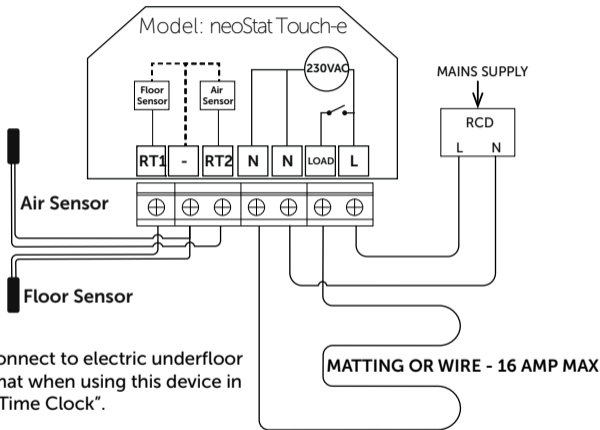 Model: neoStat Touch-e
230VAC
Floor
Sensor
Air
Sensor
MAINS SUPPLY
RCD
L N
RT1 - RT2 N N LOAD L
Air Sensor
Floor Sensor
onnect to electric underfloor
mat when using this device in
Time Clock”.
MATTING OR WIRE - 16 AMP MAX